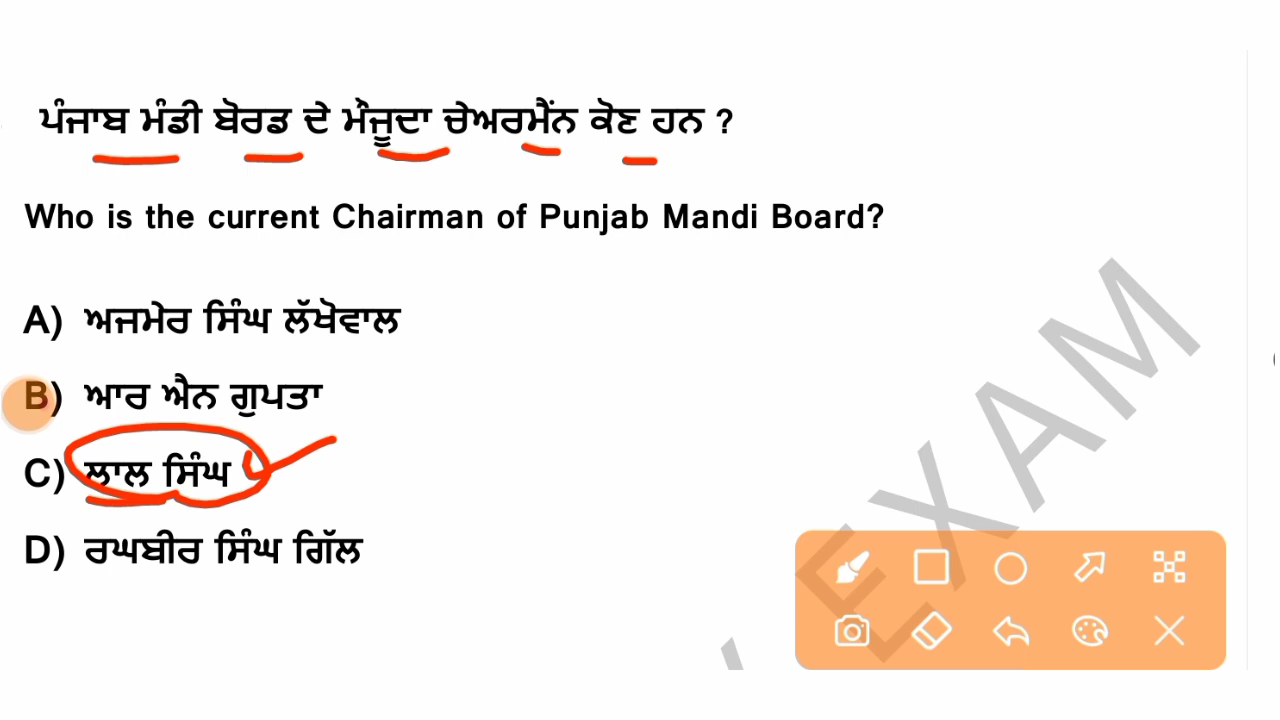 ਪੰਜਾਬ ਮੰਡੀ ਬੋਰਡ ਦੇ ਮੌਜੂਦਾ ਚੇਅਰਮੈਂਨ ਕੋਣ ਹਨ ?
Who is the current Chairman of Punjab Mandi Board?
A) ਅਜਮੇਰ ਸਿੰਘ ਲੱਖੋਵਾਲ
B) ਆਰ ਐਨ ਗੁਪਤਾ
C) ਲਾਲ ਸਿੰਘ
D) ਰਘਬੀਰ ਸਿੰਘ ਗਿੱਲ
EXAM